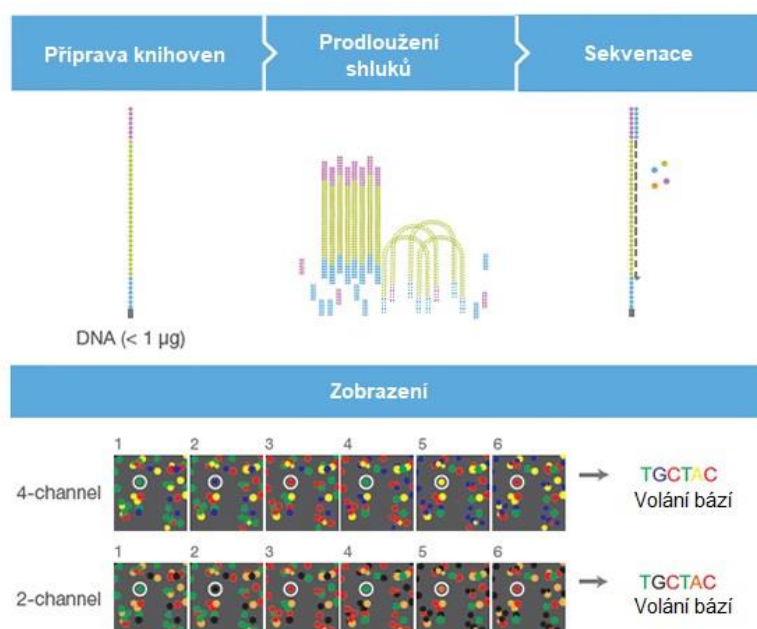 Příprava knihoven
Prodloužení
shluků
Sekvenace
DNA (< 1 µg)
Zobrazení
1 2 3 4 5 6
4-channel
TGCTAC
Volání bází
1 2 3 4 5 6
2-channel
TGCTAC
Volání bází